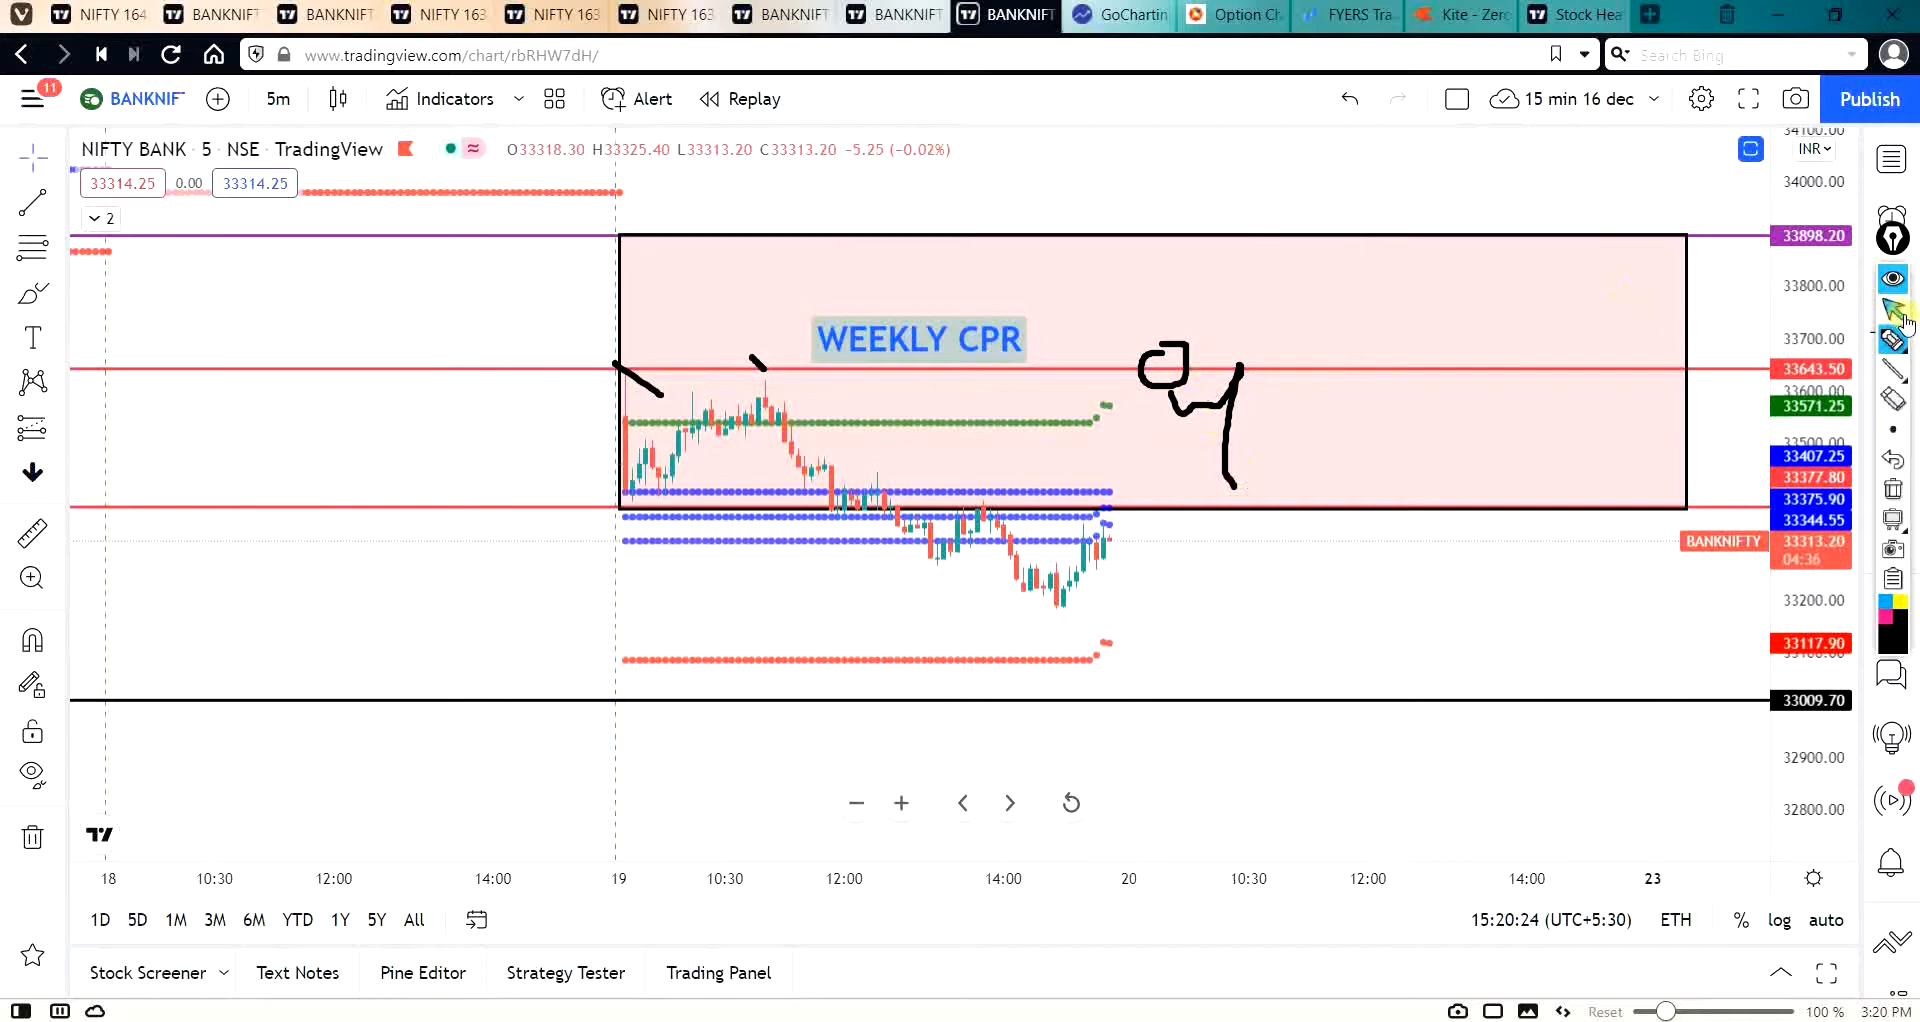 NIFTY 164
BANKNIFT
BANKNIFT
NIFTY 163
NIFTY 163
NIFTY 163
BANKNIFT
BANKNIFT
BANKNIFT
GoChartin
Option Ch
FYERS Tra
Kite - Zero
Stock Hea
www.tradingview.com/chart/rbRHW7dH/
Search Bing
11
BANKNIF
5m
Indicators
Alert
Replay
15 min 16 dec
Publish
NIFTY BANK · 5 · NSE · TradingView
O33318.30 H33325.40 L33313.20 C33313.20 -5.25 (-0.02%)
34100.00
INR
33314.25 0.00 33314.25
34000.00
2
33898.20
33800.00
WEEKLY CPR
33700.00
33643.50
33600.00
33571.25
33500.00
33407.25
33377.80
33375.90
33344.55
BANKNIFTY 33313.20
04:36
33200.00
33117.90
33100.00
33009.70
32900.00
32800.00
18 10:30 12:00 14:00 19 10:30 12:00 14:00 20 10:30 12:00 14:00 23
1D 5D 1M 3M 6M YTD 1Y 5Y All
15:20:24 (UTC+5:30) ETH % log auto
Stock Screener Text Notes Pine Editor Strategy Tester Trading Panel
Reset 100 % 3:20 PM